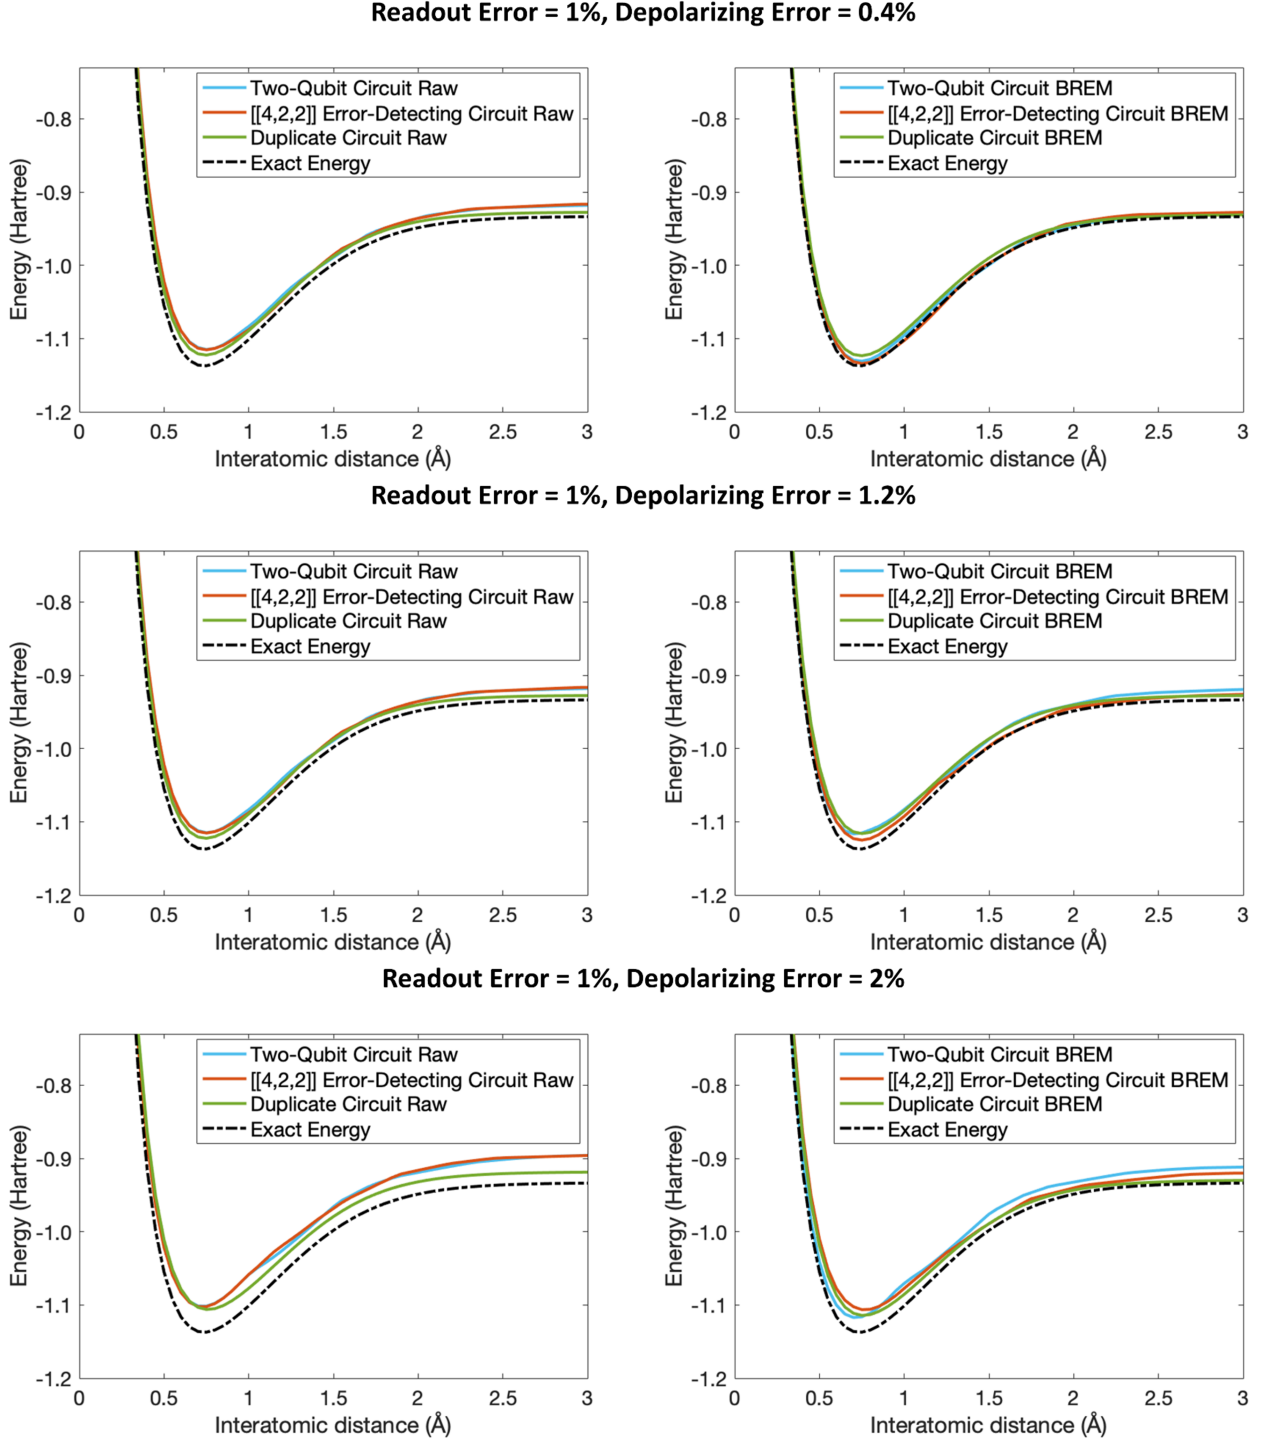 Readout Error = 1%, Depolarizing Error = 0.4%
Two-Qubit Circuit Raw
[[4,2,2]] Error-Detecting Circuit Raw
Duplicate Circuit Raw
Exact Energy
-0.8
-0.9
-1.0
-1.1
-1.2
Energy (Hartree)
0 0.5 1 1.5 2 2.5 3
Interatomic distance (Å)
Two-Qubit Circuit BREM
[[4,2,2]] Error-Detecting Circuit BREM
Duplicate Circuit BREM
Exact Energy
-0.8
-0.9
-1.0
-1.1
-1.2
Energy (Hartree)
0 0.5 1 1.5 2 2.5 3
Interatomic distance (Å)
Readout Error = 1%, Depolarizing Error = 1.2%
Two-Qubit Circuit Raw
[[4,2,2]] Error-Detecting Circuit Raw
Duplicate Circuit Raw
Exact Energy
-0.8
-0.9
-1.0
-1.1
-1.2
Energy (Hartree)
0 0.5 1 1.5 2 2.5 3
Interatomic distance (Å)
Two-Qubit Circuit BREM
[[4,2,2]] Error-Detecting Circuit BREM
Duplicate Circuit BREM
Exact Energy
-0.8
-0.9
-1.0
-1.1
-1.2
Energy (Hartree)
0 0.5 1 1.5 2 2.5 3
Interatomic distance (Å)
Readout Error = 1%, Depolarizing Error = 2%
Two-Qubit Circuit Raw
[[4,2,2]] Error-Detecting Circuit Raw
Duplicate Circuit Raw
Exact Energy
-0.8
-0.9
-1.0
-1.1
-1.2
Energy (Hartree)
0 0.5 1 1.5 2 2.5 3
Interatomic distance (Å)
Two-Qubit Circuit BREM
[[4,2,2]] Error-Detecting Circuit BREM
Duplicate Circuit BREM
Exact Energy
-0.8
-0.9
-1.0
-1.1
-1.2
Energy (Hartree)
0 0.5 1 1.5 2 2.5 3
Interatomic distance (Å)